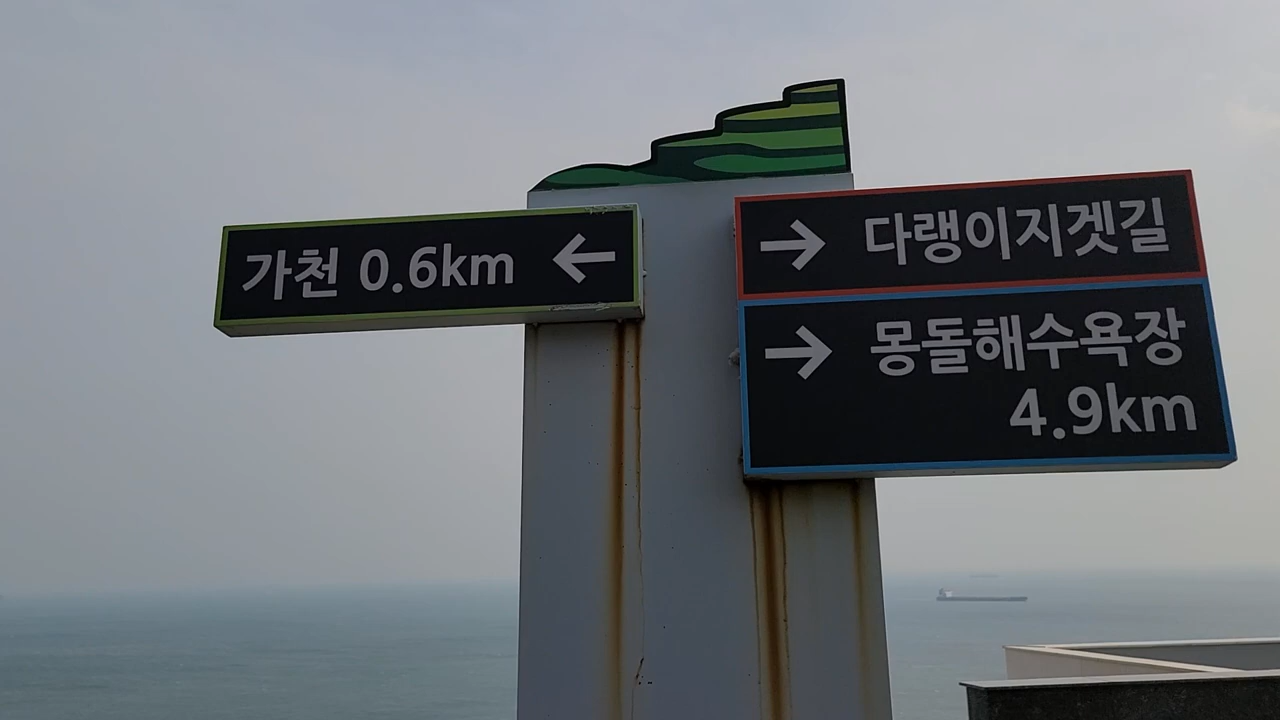 가천 0.6km ←
→ 다랭이지겟길
→ 몽돌해수욕장
4.9km